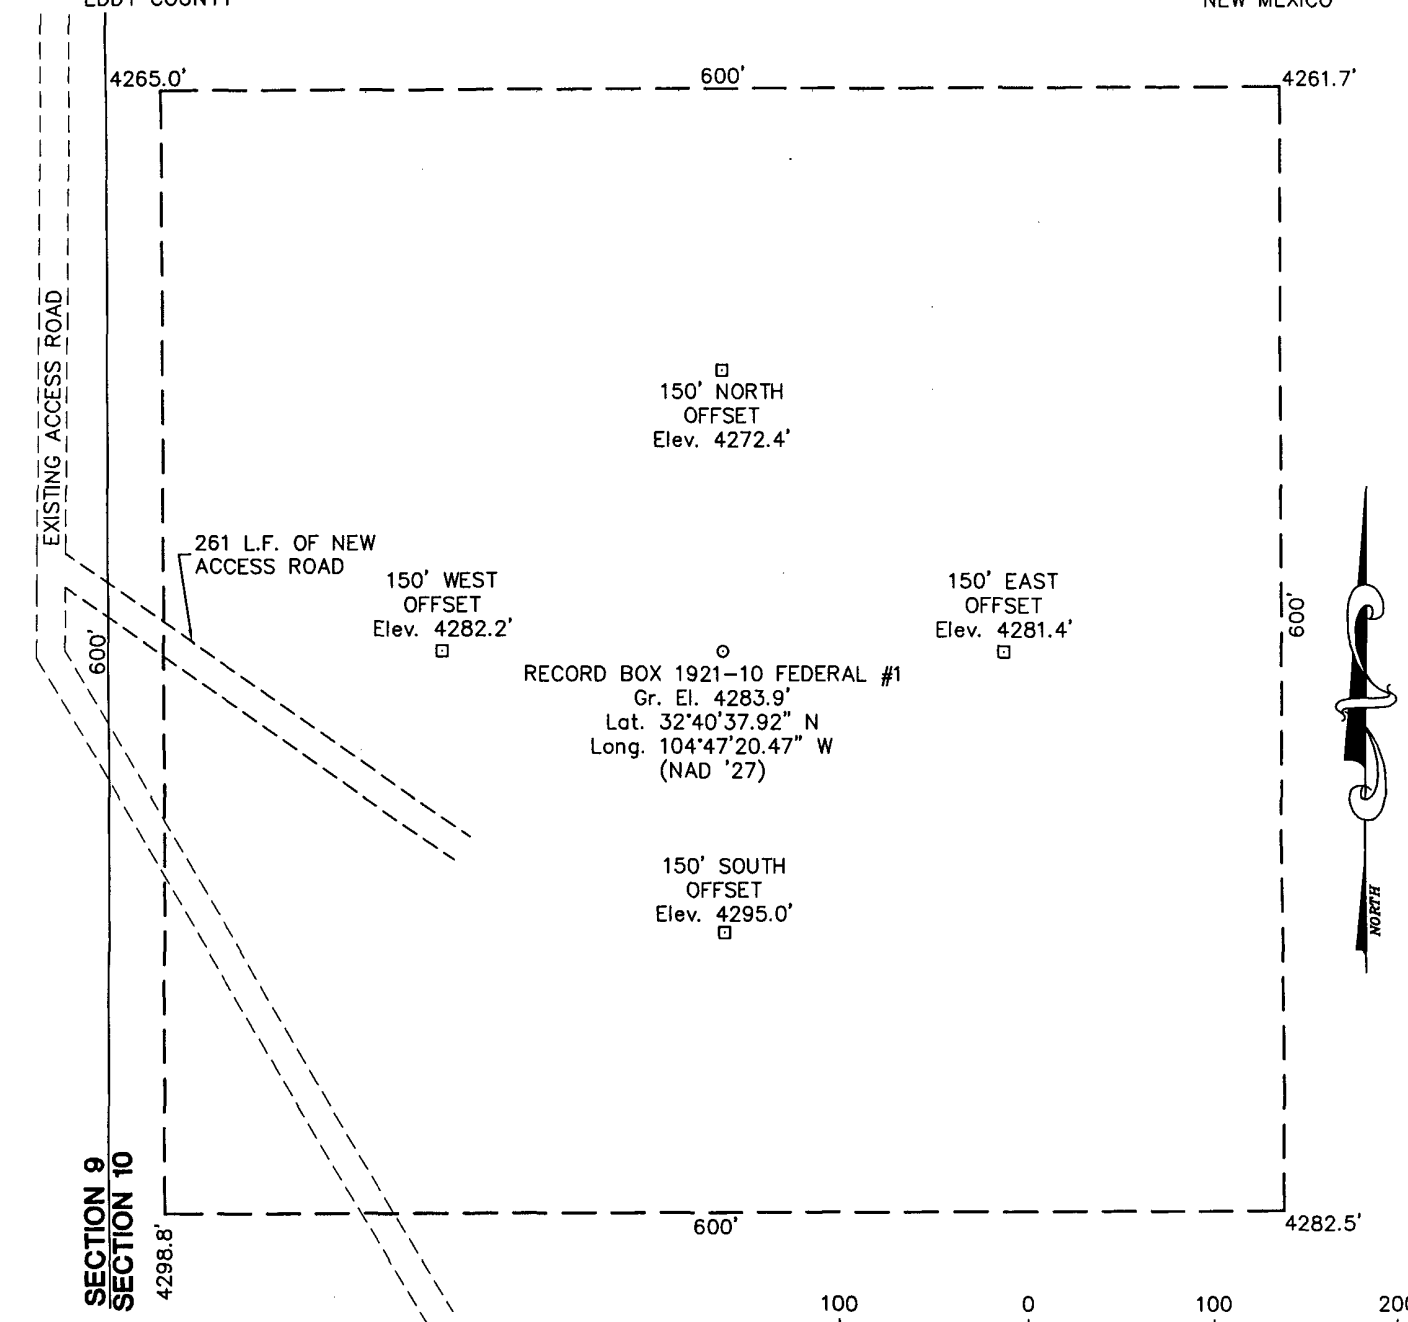 EDDY COUNTY
NEW MEXICO
4265.0'
600'
4261.7'
EXISTING ACCESS ROAD
150' NORTH
OFFSET
Elev. 4272.4'
261 L.F. OF NEW
ACCESS ROAD
150' WEST
OFFSET
Elev. 4282.2'
150' EAST
OFFSET
Elev. 4281.4'
600'
600'
RECORD BOX 1921-10 FEDERAL #1
Gr. El. 4283.9'
Lat. 32°40'37.92" N
Long. 104°47'20.47" W
(NAD '27)
150' SOUTH
OFFSET
Elev. 4295.0'
NORTH
SECTION 9
SECTION 10
4298.8'
600'
4282.5'
100 0 100 200